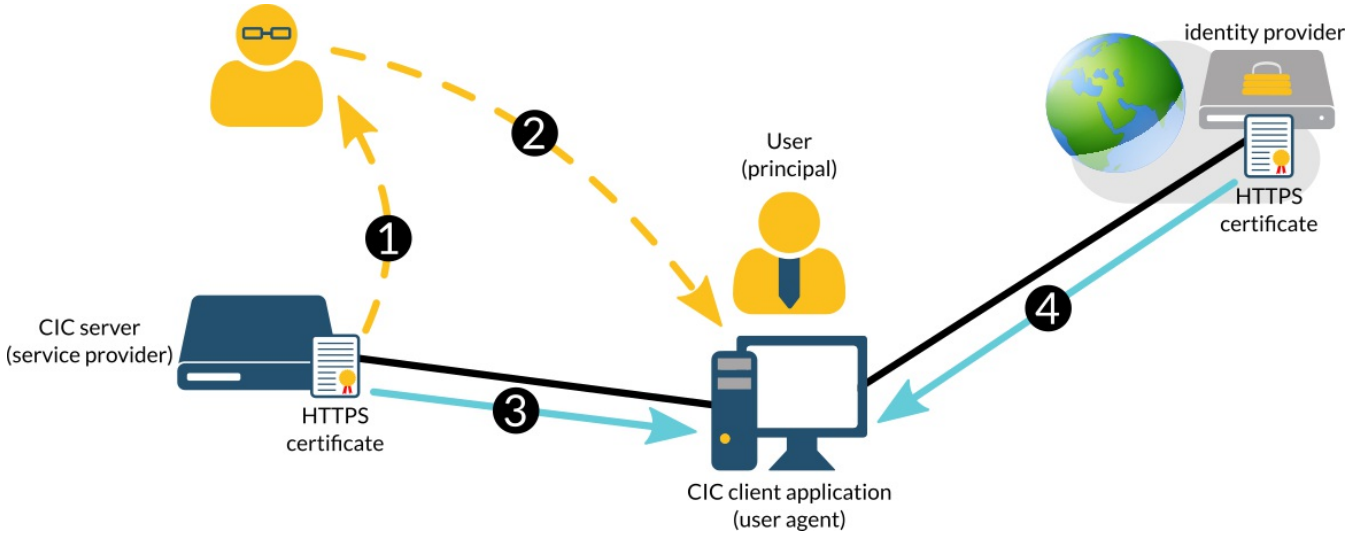 identity provider
2
User
(principal)
HTTPS
certificate
1
4
CIC server
(service provider)
3
HTTPS
certificate
CIC client application
(user agent)